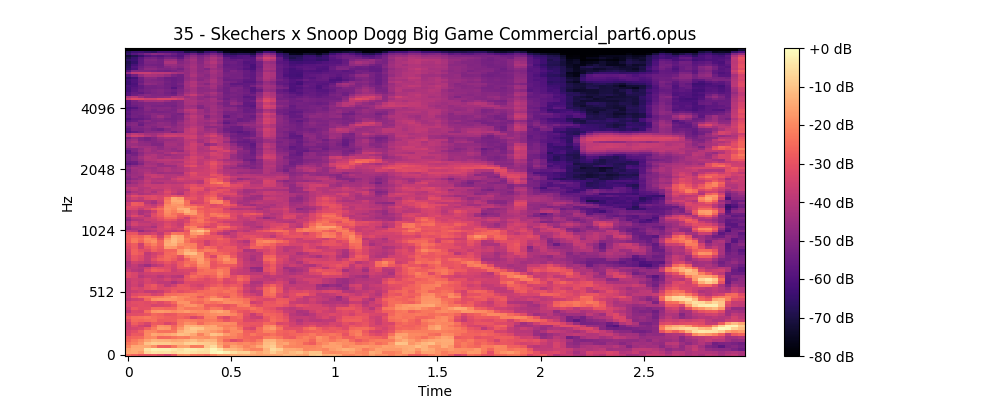 35 - Skechers x Snoop Dogg Big Game Commercial_part6.opus
Hz
4096
2048
1024
512
0
0
0.5
1
1.5
2
2.5
Time
+0 dB
-10 dB
-20 dB
-30 dB
-40 dB
-50 dB
-60 dB
-70 dB
-80 dB